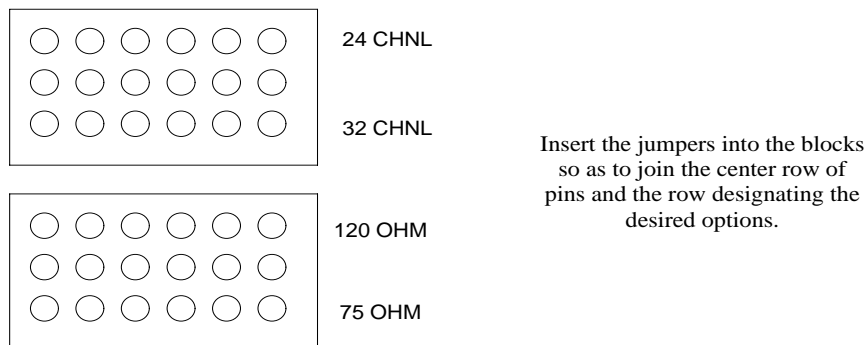 24 CHNL
32 CHNL
Insert the jumpers into the blocks
so as to join the center row of
pins and the row designating the
desired options.
120 OHM
75 OHM